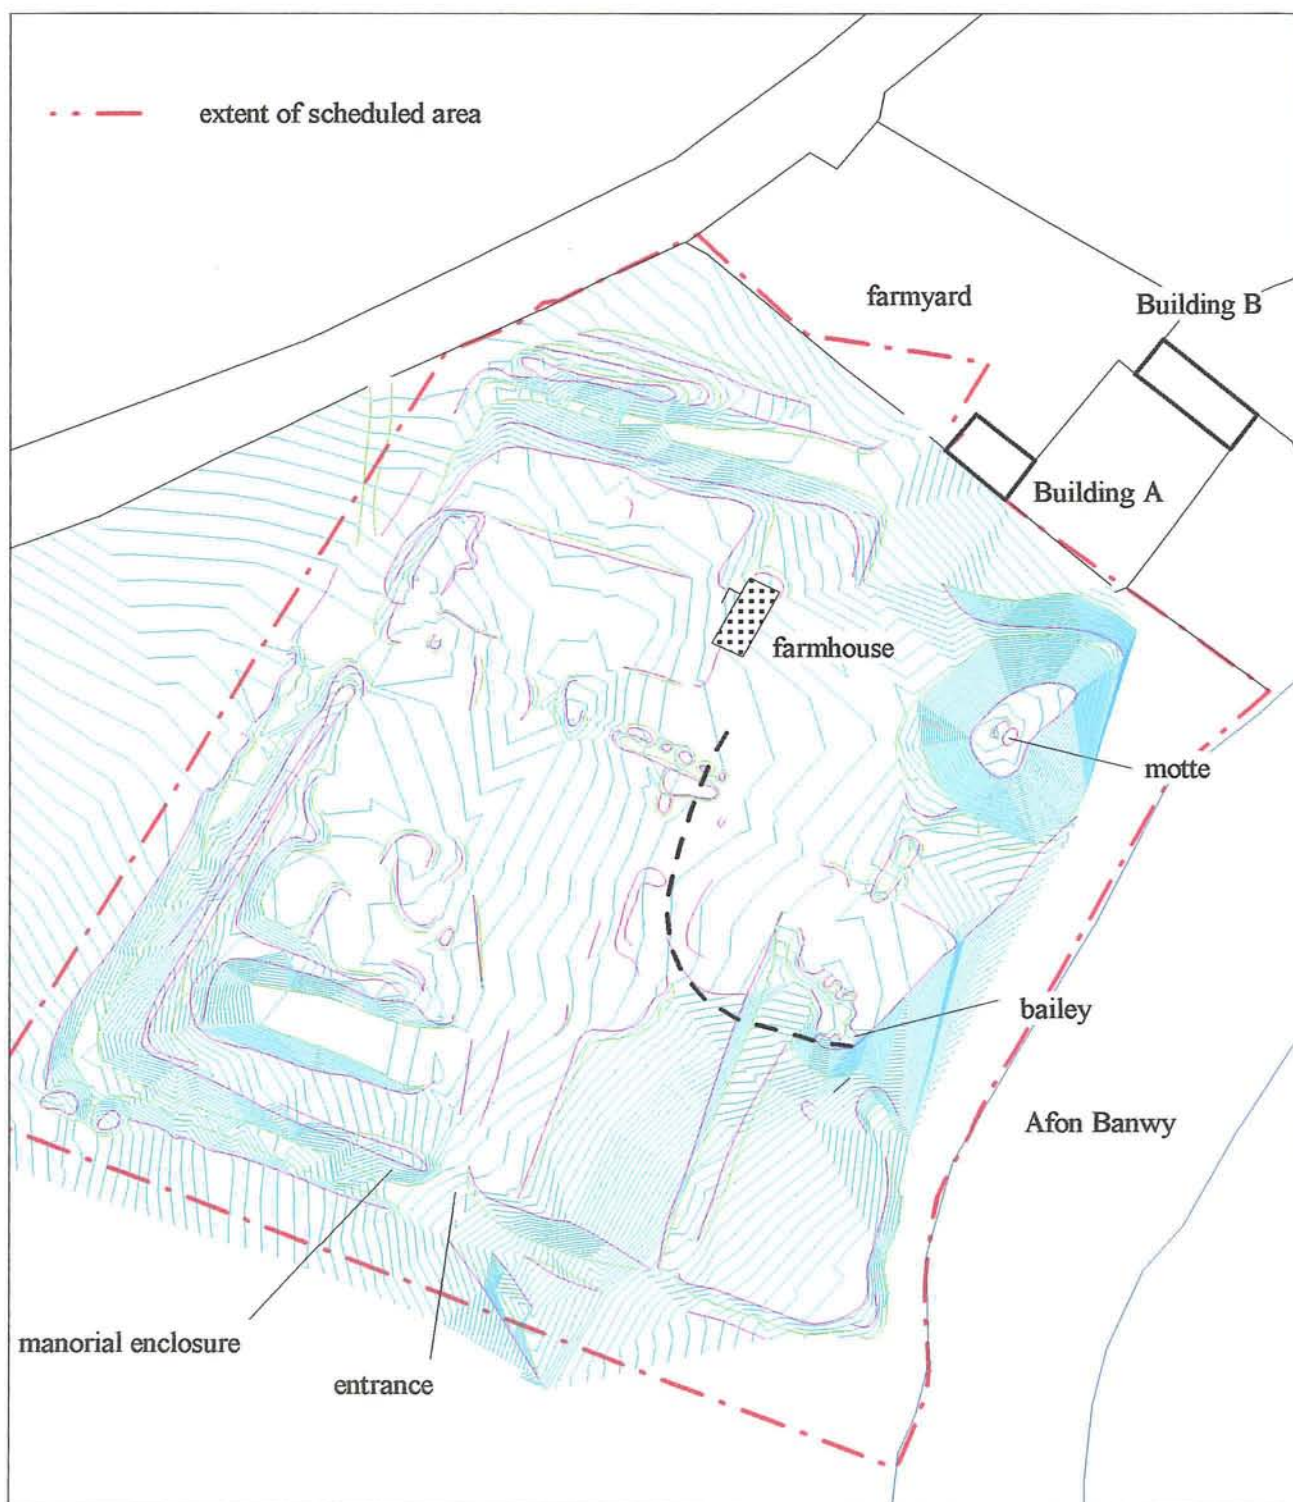 extent of scheduled area
farmyard
Building B
Building A
farmhouse
motte
bailey
Afon Banwy
manorial enclosure
entrance